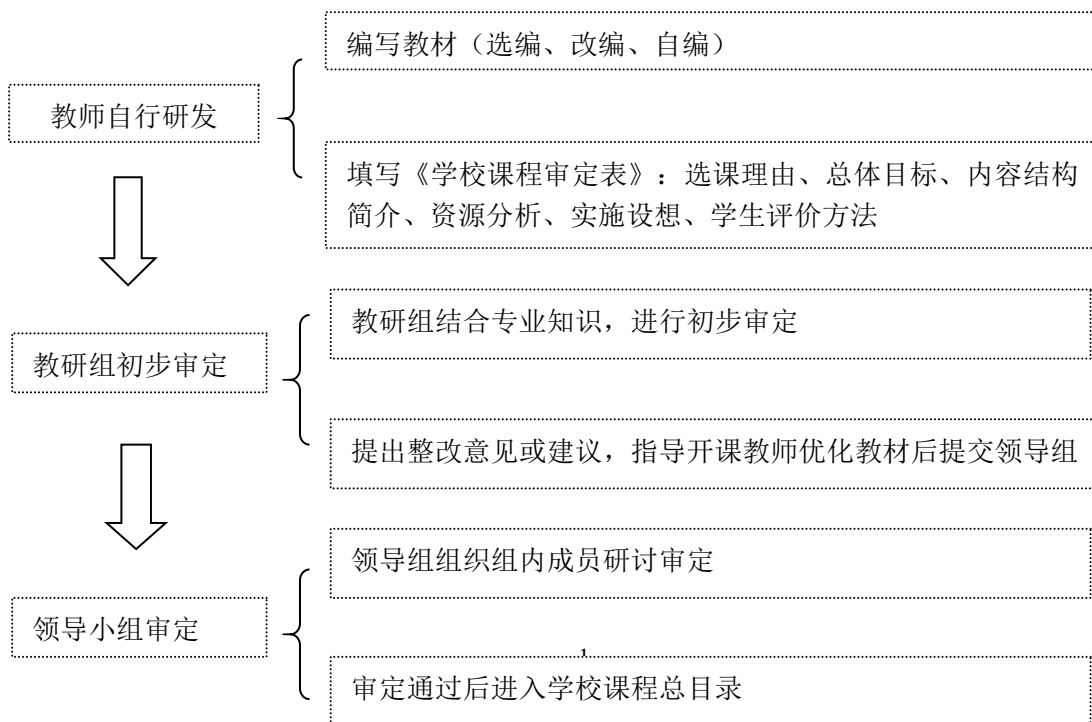 编写教材（选编、改编、自编）
教师自行研发
填写《学校课程审定表》：选课理由、总体目标、内容结构
简介、资源分析、实施设想、学生评价方法
教研组结合专业知识，进行初步审定
教研组初步审定
提出整改意见或建议，指导开课教师优化教材后提交领导组
领导组组织组内成员研讨审定
领导小组审定
1
审定通过后进入学校课程总目录